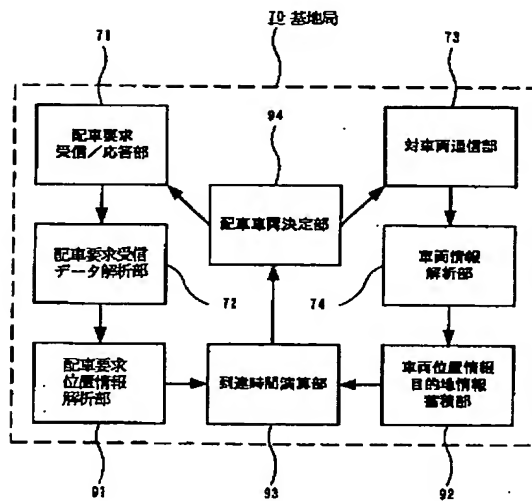 70 基地局
71
73
94
配車要求
受信/応答部
対車両通信部
配車車両決定部
配車要求受信
データ解析部
車両情報
解析部
72
74
配車要求
位置情報
解析部
到達時間演算部
車両位置情報
目的地情報
蓄積部
91
93
92